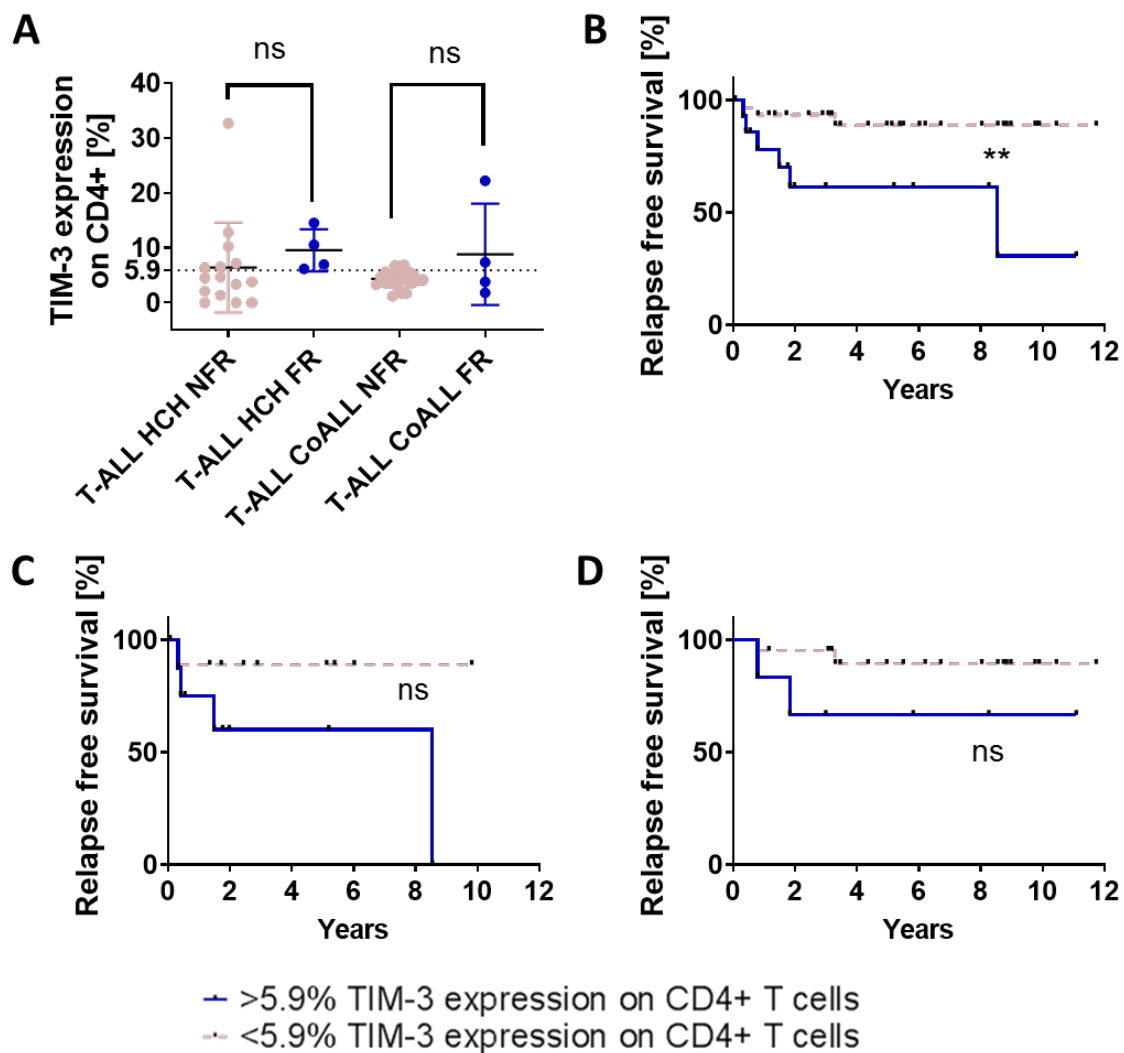 A
TIM-3 expression
on CD4+ [%]
40
30
20
10
5.9
0
ns
ns
T-ALL HCH NFR
T-ALL HCH FR
T-ALL CoALL NFR
T-ALL CoALL FR
B
Relapse free survival [%]
100
50
0
**
0 2 4 6 8 10 12
Years
C
Relapse free survival [%]
100
50
0
ns
0 2 4 6 8 10 12
Years
D
Relapse free survival [%]
100
50
0
ns
0 2 4 6 8 10 12
Years
>5.9% TIM-3 expression on CD4+ T cells
<5.9% TIM-3 expression on CD4+ T cells